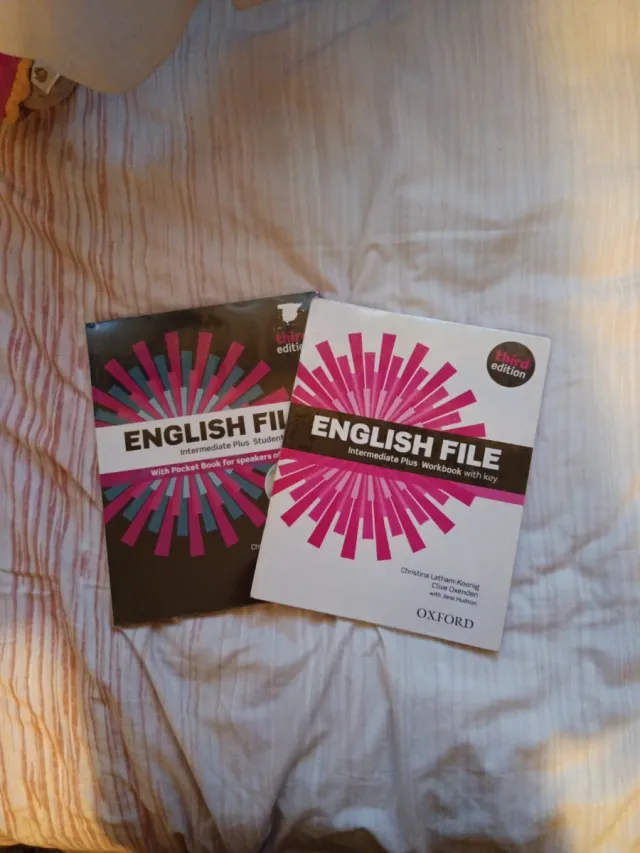 third
edition
ENGLISH FILE
Intermediate Plus
With Pocket Book for speakers of
third
edition
ENGLISH FILE
Intermediate Plus Workbook with key
Christina Latham-Koenig
Clive Oxenden
with Jane Hudson
OXFORD